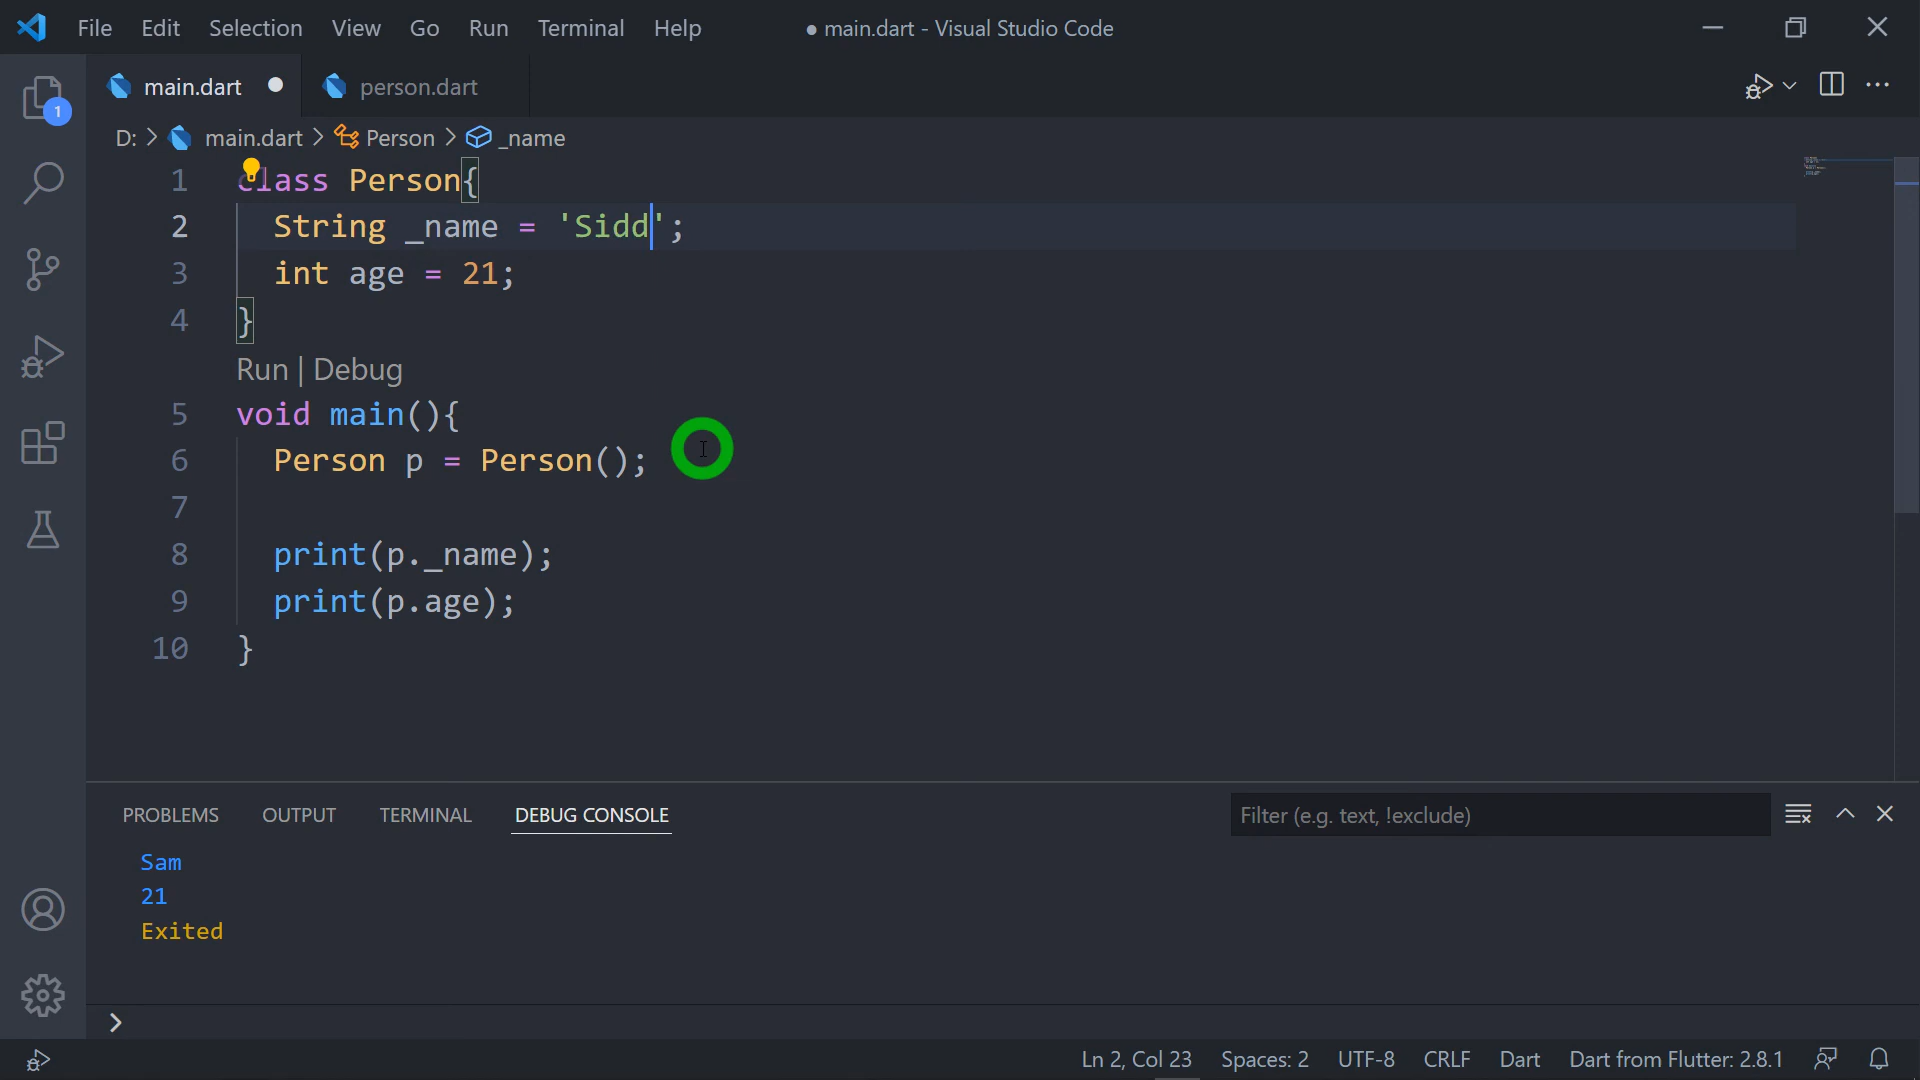 File Edit Selection View Go Run Terminal Help ● main.dart - Visual Studio Code
main.dart person.dart
1
D: > main.dart > Person > _name
1 class Person{
2 String _name = 'Sidd';
3 int age = 21;
4 }
Run | Debug
5 void main(){
6 Person p = Person();
7
8 print(p._name);
9 print(p.age);
10 }
PROBLEMS OUTPUT TERMINAL DEBUG CONSOLE Filter (e.g. text, !exclude)
Sam
21
Exited
Ln 2, Col 23 Spaces: 2 UTF-8 CRLF Dart Dart from Flutter: 2.8.1